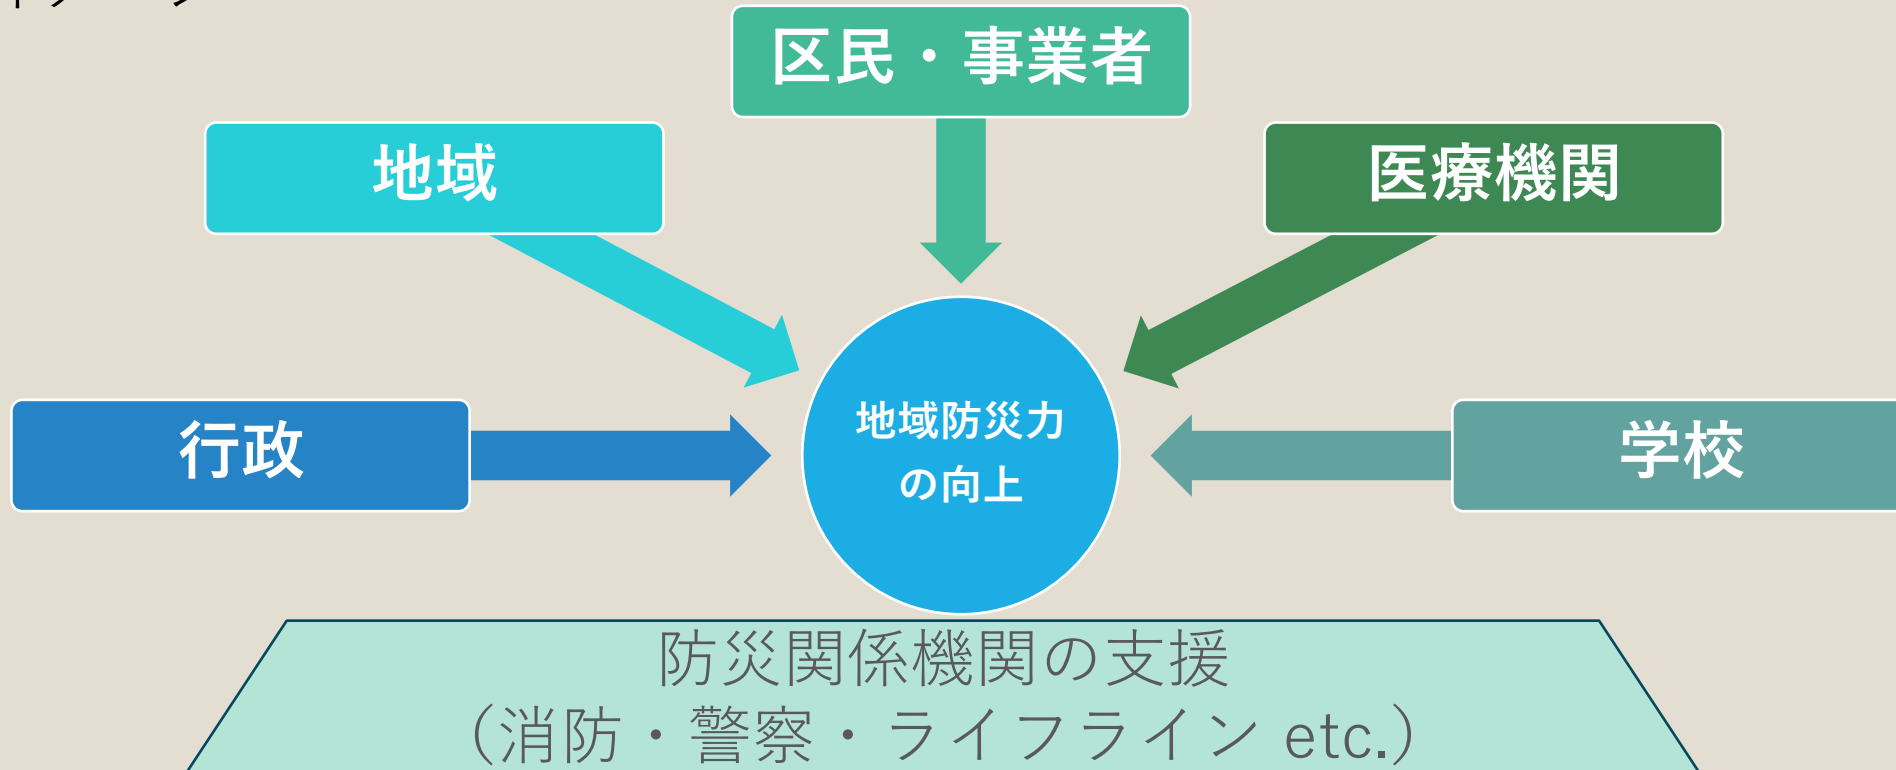 区民・事業者
地域
医療機関
行政
地域防災力
の向上
学校
防災関係機関の支援
（消防・警察・ライフライン etc.）